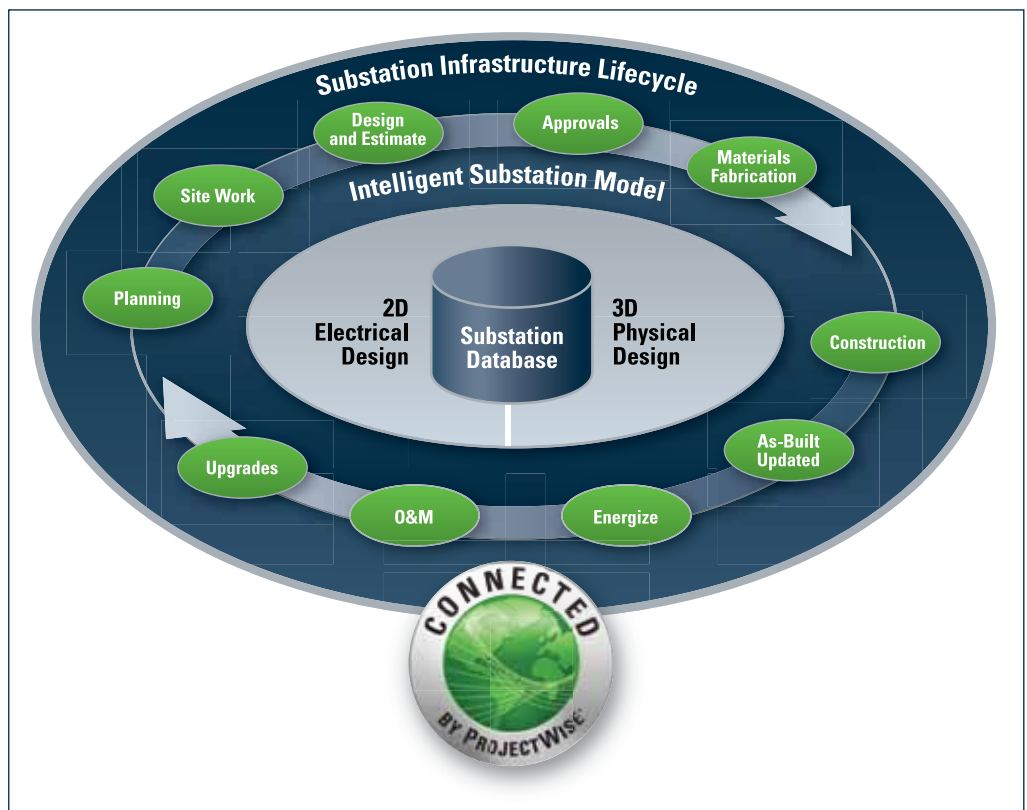 Substation Infrastructure Lifecycle
Design
and Estimate
Approvals
Materials
Fabrication
Site Work
Intelligent Substation Model
Planning
2D
Electrical
Design
Substation
Database
3D
Physical
Design
Construction
As-Built
Updated
Upgrades
O&M
Energize
CONNECTED
BY PROJECTWISE®